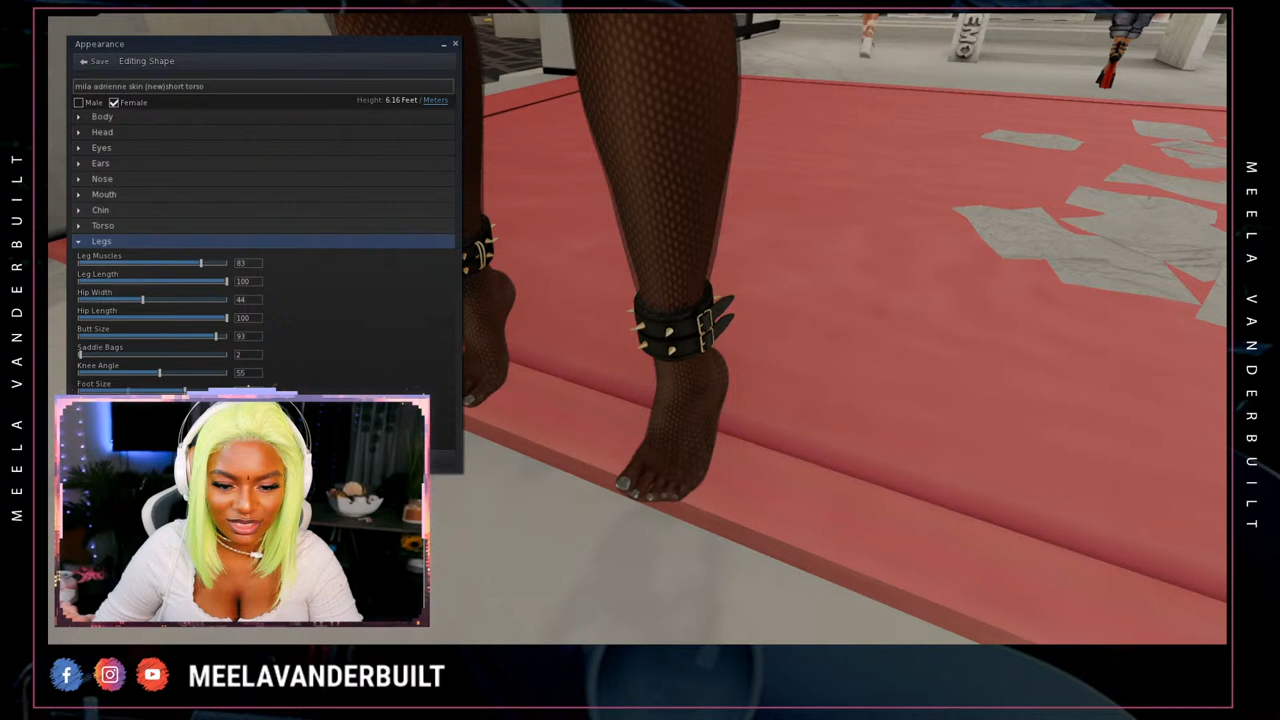 Appearance
Save Editing Shape
mila adrienne skin (new)short torso
Male Female Height: 6.16 Feet / Meters
Body
Head
Eyes
Ears
Nose
Mouth
Chin
Torso
Legs
Leg Muscles
83
Leg Length
100
Hip Width
44
Hip Length
100
Butt Size
93
Saddle Bags
2
Knee Angle
55
Foot Size
EMO
MEELA VANDERBUILT
MEELA VANDERBUILT
MEELAVANDERBUILT